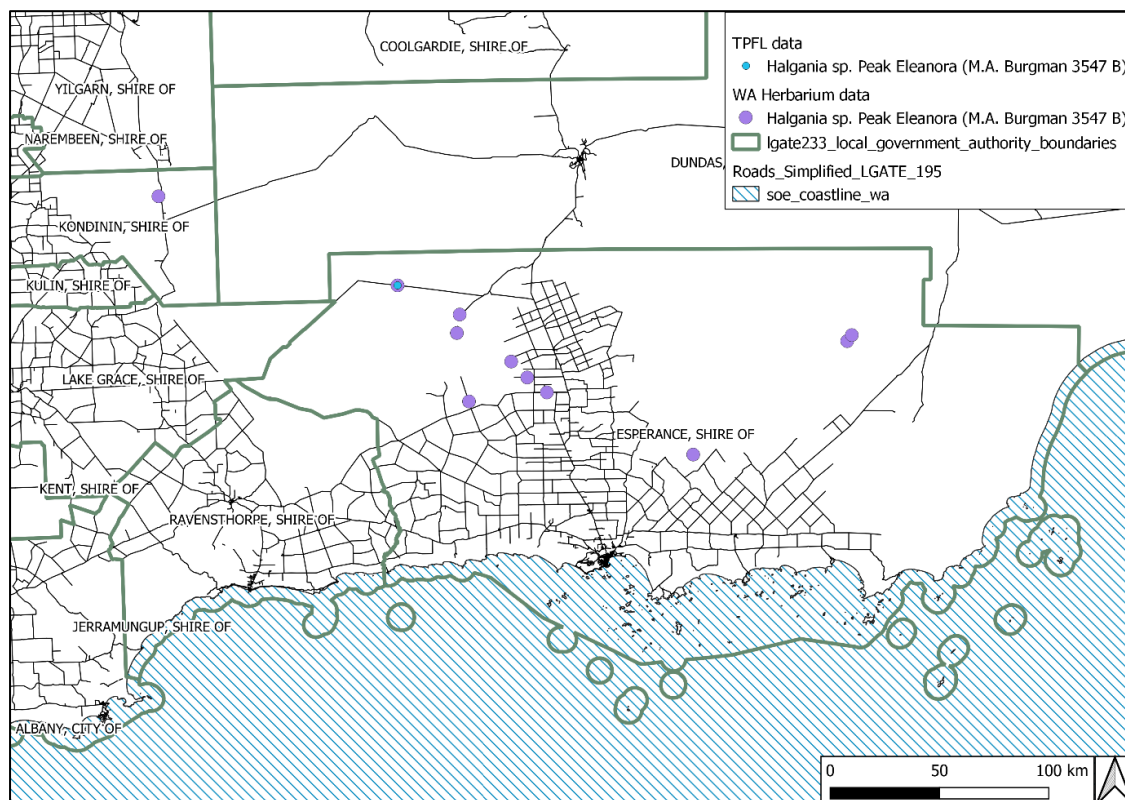 COOLGARDIE, SHIRE OF
YILGARN, SHIRE OF
NAREMBEEN, SHIRE OF
DUNDAS,
KONDININ, SHIRE OF
KULIN, SHIRE OF
LAKE GRACE, SHIRE OF
ESPERANCE, SHIRE OF
KENT, SHIRE OF
RAVENSTHORPE, SHIRE OF
JERRAMUNGUP, SHIRE OF
ALBANY, CITY OF
TPFL data
Halgania sp. Peak Eleanora (M.A. Burgman 3547 B)
WA Herbarium data
Halgania sp. Peak Eleanora (M.A. Burgman 3547 B)
lgate233_local_government_authority_boundaries
Roads_Simplified_LGATE_195
soe_coastline_wa
0 50 100 km